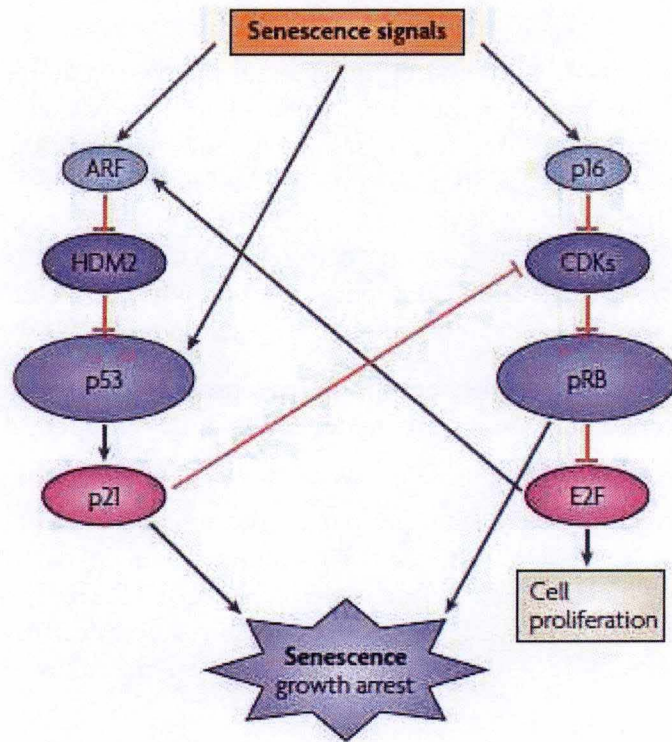 Senescence signals
ARF
p16
HDM2
CDKs
p53
pRB
p21
E2F
Cell
proliferation
Senescence
growth arrest